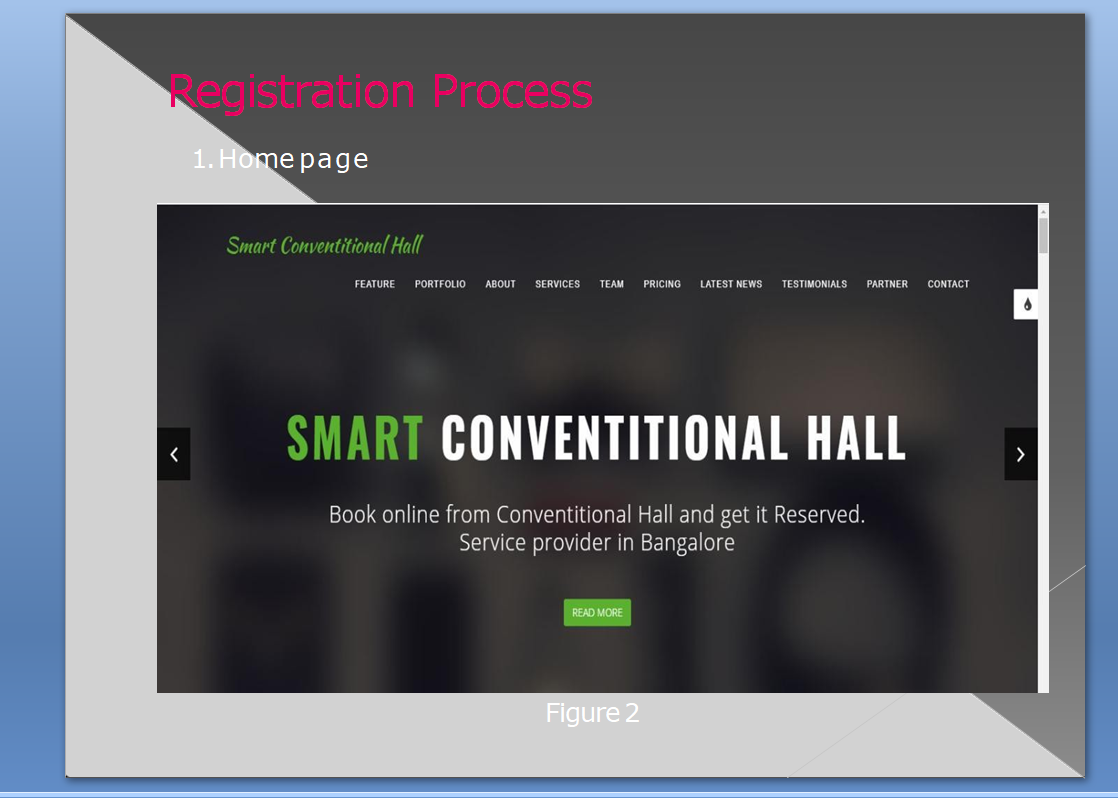 Registration Process
1. Home page
Smart Conventitional Hall
FEATURE PORTFOLIO ABOUT SERVICES TEAM PRICING LATEST NEWS TESTIMONIALS PARTNER CONTACT
SMART CONVENTITIONAL HALL
Book online from Conventitional Hall and get it Reserved.
Service provider in Bangalore
READ MORE
Figure 2